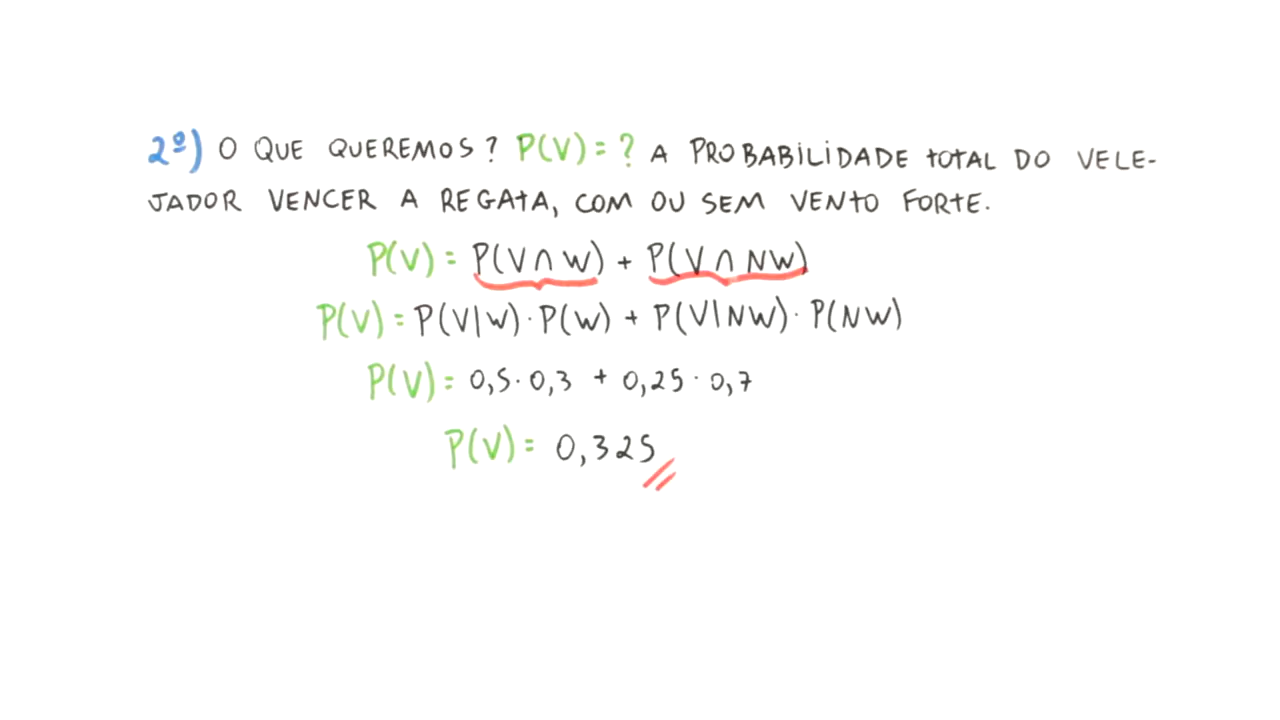 2º) O QUE QUEREMOS? P(V) = ? A PROBABILIDADE TOTAL DO VELE-
JADOR VENCER A REGATA, COM OU SEM VENTO FORTE.
P(V) = P(V ∩ W) + P(V ∩ NW)
P(V) = P(V|W) · P(W) + P(V|NW) · P(NW)
P(V) = 0,5 · 0,3 + 0,25 · 0,7
P(V) = 0,325